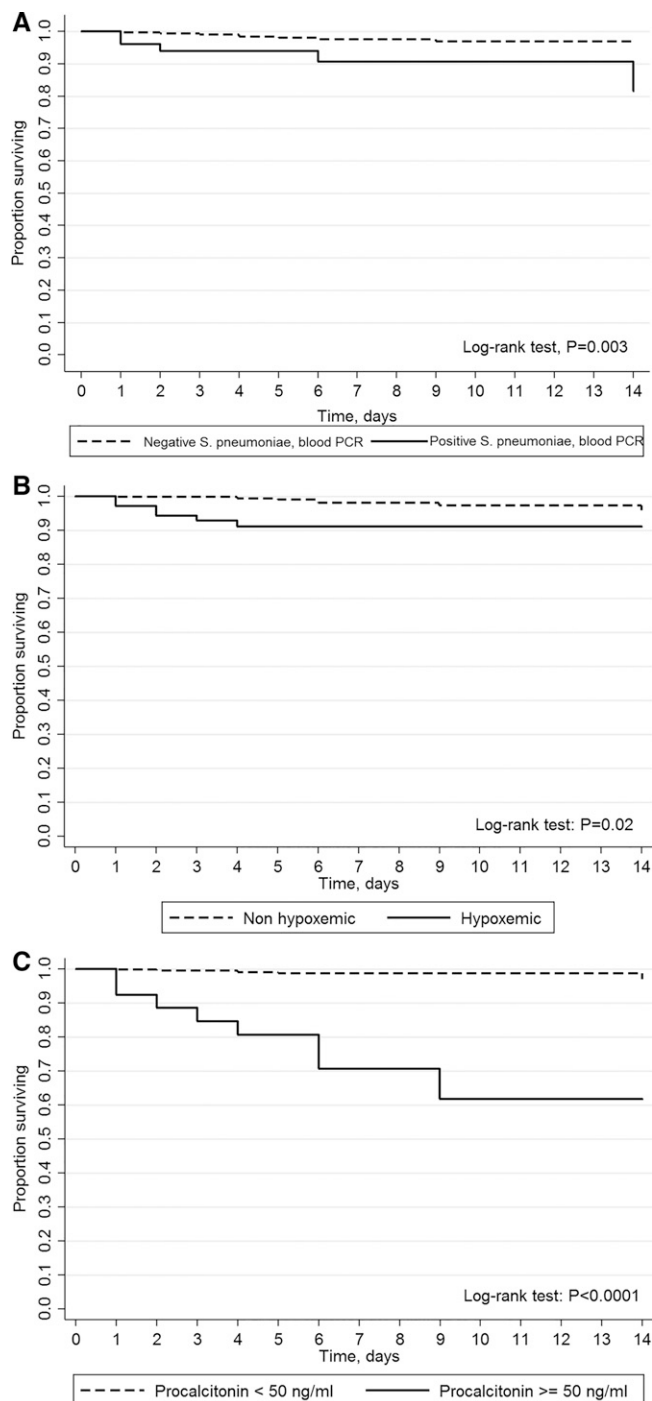 A
Proportion surviving
1.0
0.9
0.8
0.7
0.6
0.5
0.4
0.3
0.2
0.1
0.0
Log-rank test, P=0.003
0 1 2 3 4 5 6 7 8 9 10 11 12 13 14
Time, days
Negative S. pneumoniae, blood PCR Positive S. pneumoniae, blood PCR
B
Proportion surviving
1.0
0.9
0.8
0.7
0.6
0.5
0.4
0.3
0.2
0.1
0.0
Log-rank test: P=0.02
0 1 2 3 4 5 6 7 8 9 10 11 12 13 14
Time, days
Non hypoxemic Hypoxemic
C
Proportion surviving
1.0
0.9
0.8
0.7
0.6
0.5
0.4
0.3
0.2
0.1
0.0
Log-rank test: P<0.0001
0 1 2 3 4 5 6 7 8 9 10 11 12 13 14
Time, days
Procalcitonin < 50 ng/ml Procalcitonin >= 50 ng/ml